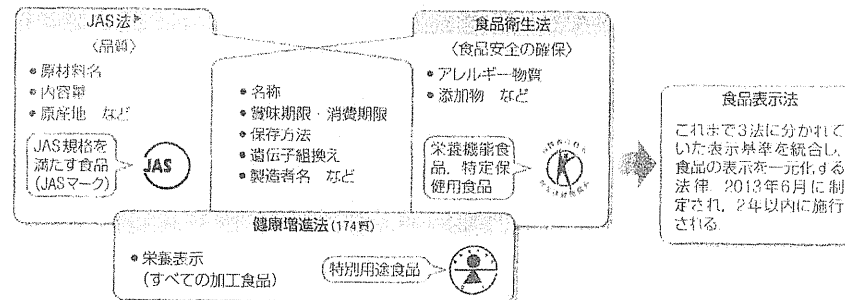 JAS法
〈品質〉
• 原材料名
• 内容量
• 原産地 など
JAS規格を
満たす食品
(JASマーク)
JAS
• 名称
• 賞味期限・消費期限
• 保存方法
• 遺伝子組換え
• 製造者名 など
食品衛生法
〈食品安全の確保〉
• アレルギー物質
• 添加物 など
栄養機能食
品，特定保
健用食品
健康増進法(174頁)
• 栄養表示
(すべての加工食品)
特別用途食品
食品表示法
これまで3法に分かれて
いた表示基準を統合し，
食品の表示を一元化する
法律．2013年6月に制
定され，2年以内に施行
される．